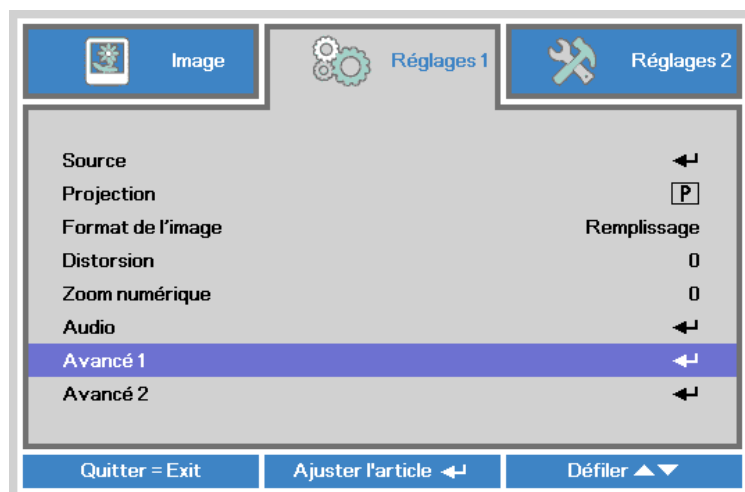 Image Réglages 1 Réglages 2
Source
Projection P
Format de l'image Remplissage
Distorsion 0
Zoom numérique 0
Audio
Avancé 1
Avancé 2
Quitter = Exit Ajuster l'article Défiler ▲▼